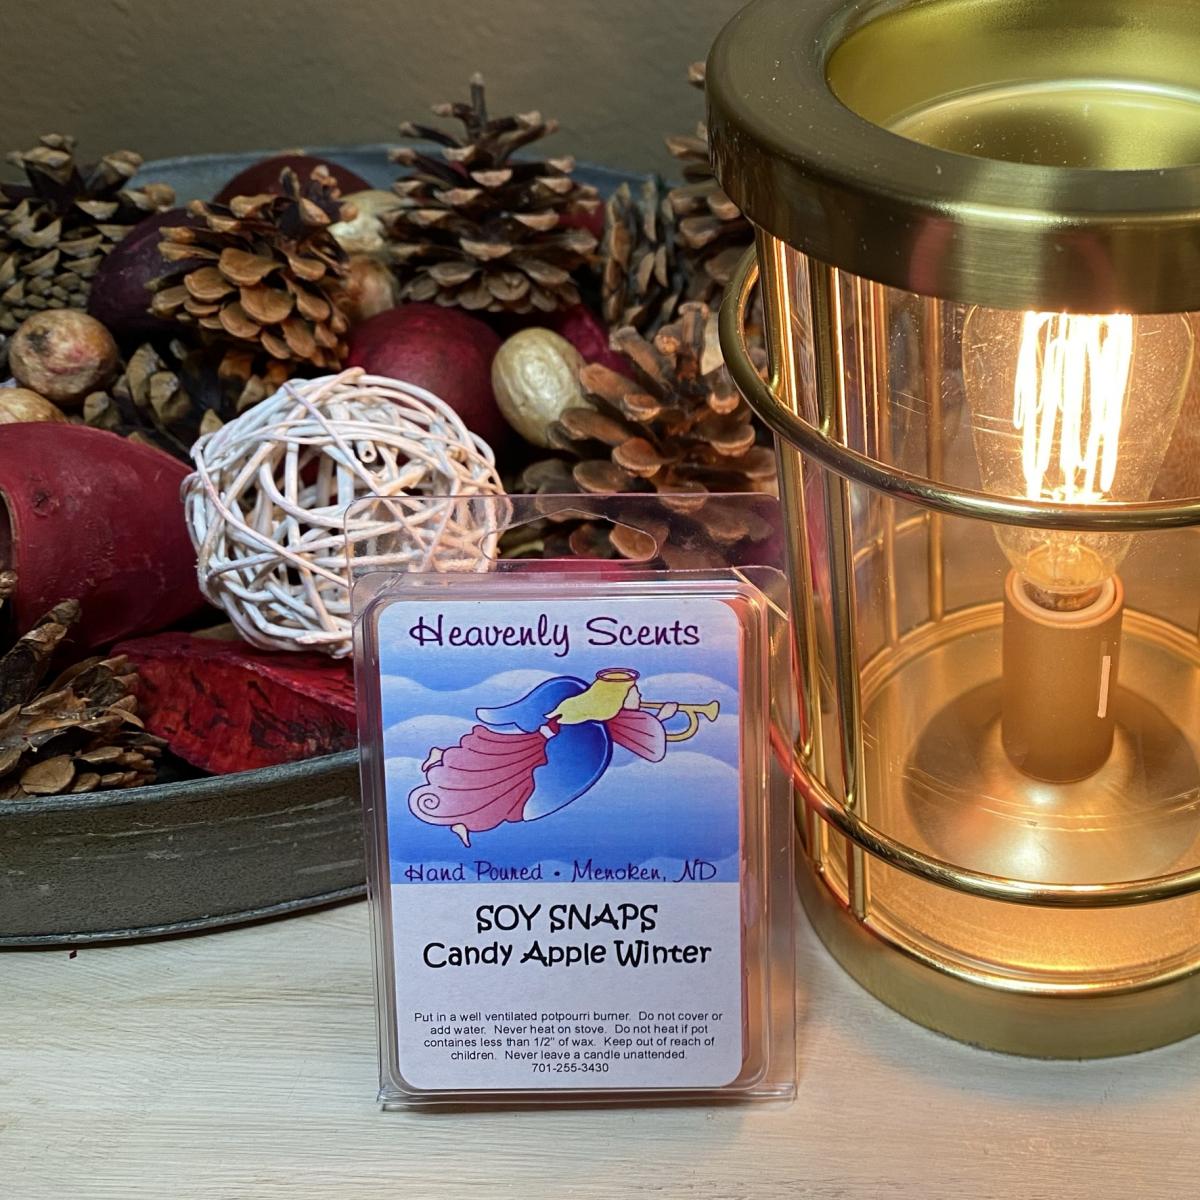 Heavenly Scents
Hand Poured • Menoken, ND
SOY SNAPS
Candy Apple Winter
Put in a well ventilated potpourri burner.  Do not cover or
add water.  Never heat on stove.  Do not heat if pot
containes less than 1/2" of wax.  Keep out of reach of
children.  Never leave a candle unattended.
701-255-3430